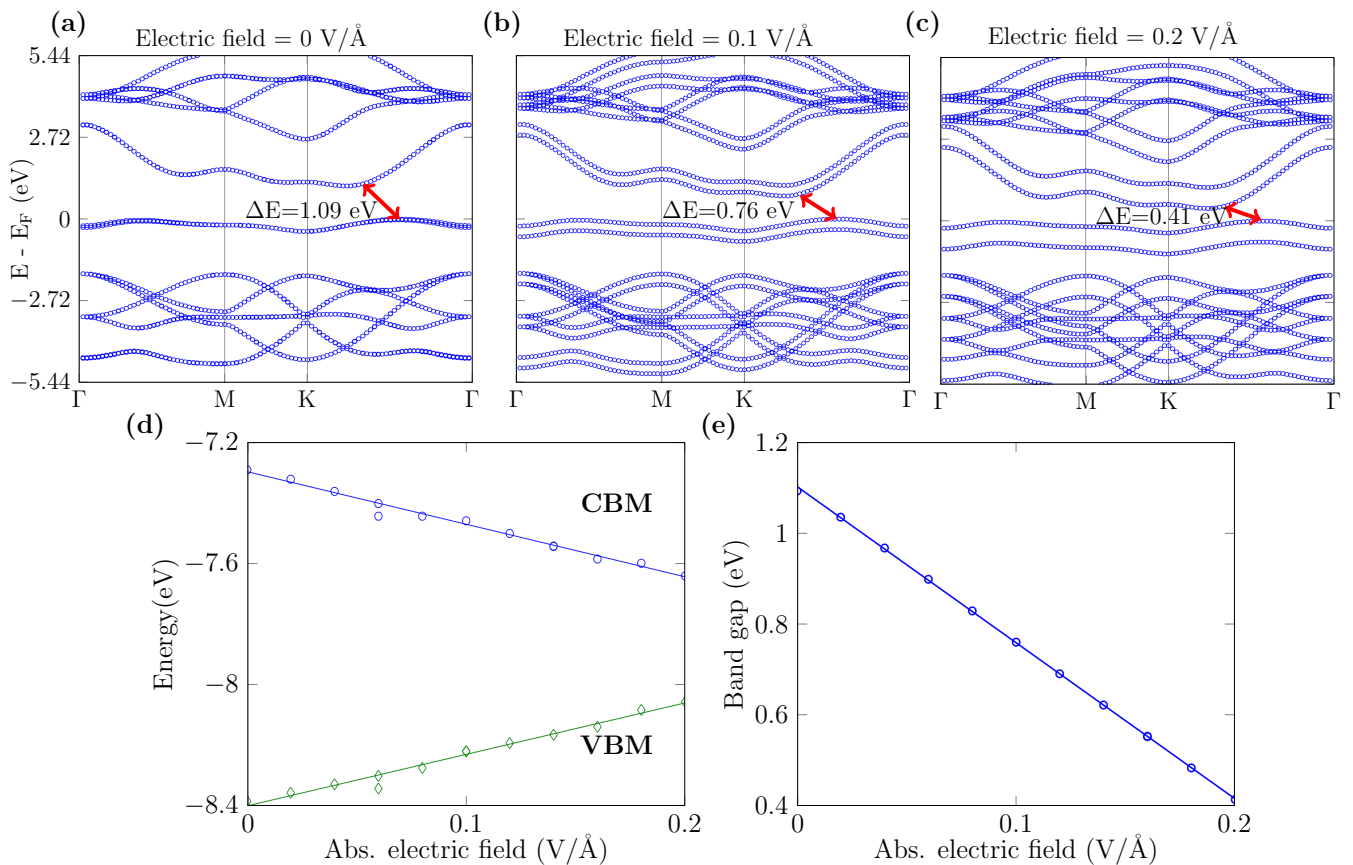 (a)
Electric field = 0 V/Å
(b)
Electric field = 0.1 V/Å
(c)
Electric field = 0.2 V/Å
E - E_F (eV)
5.44
2.72
0
−2.72
−5.44
ΔE=1.09 eV
ΔE=0.76 eV
ΔE=0.41 eV
Γ M K Γ
Γ M K Γ
Γ M K Γ
(d)
Energy(eV)
−7.2
−7.6
−8
−8.4
CBM
VBM
0 0.1 0.2
Abs. electric field (V/Å)
(e)
Band gap (eV)
1.2
1
0.8
0.6
0.4
0 0.1 0.2
Abs. electric field (V/Å)